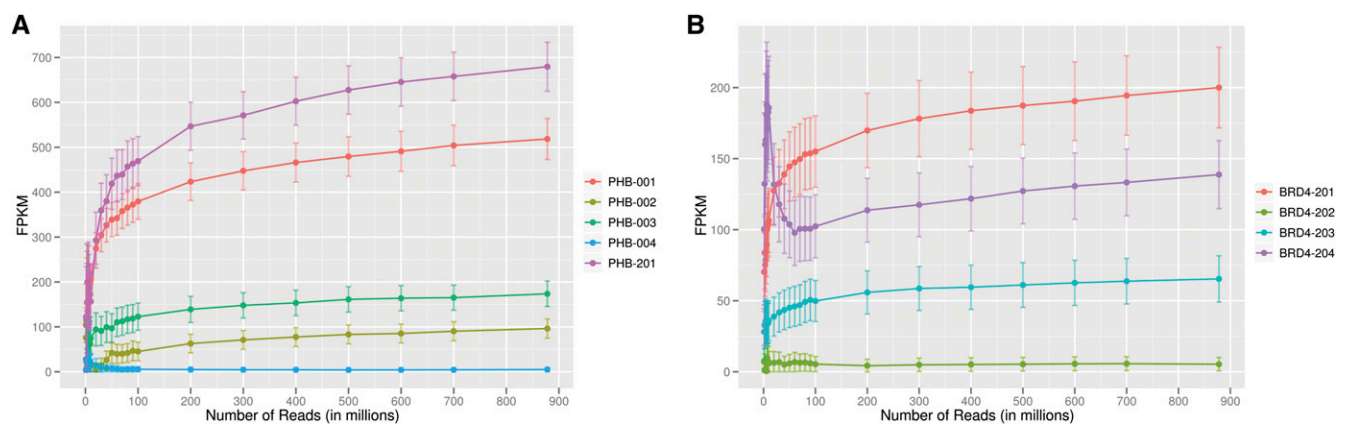 A
FPKM
700
600
500
400
300
200
100
0
0 100 200 300 400 500 600 700 800 900
Number of Reads (in millions)
PHB-001
PHB-002
PHB-003
PHB-004
PHB-201
B
FPKM
200
150
100
50
0
0 100 200 300 400 500 600 700 800 900
Number of Reads (in millions)
BRD4-201
BRD4-202
BRD4-203
BRD4-204